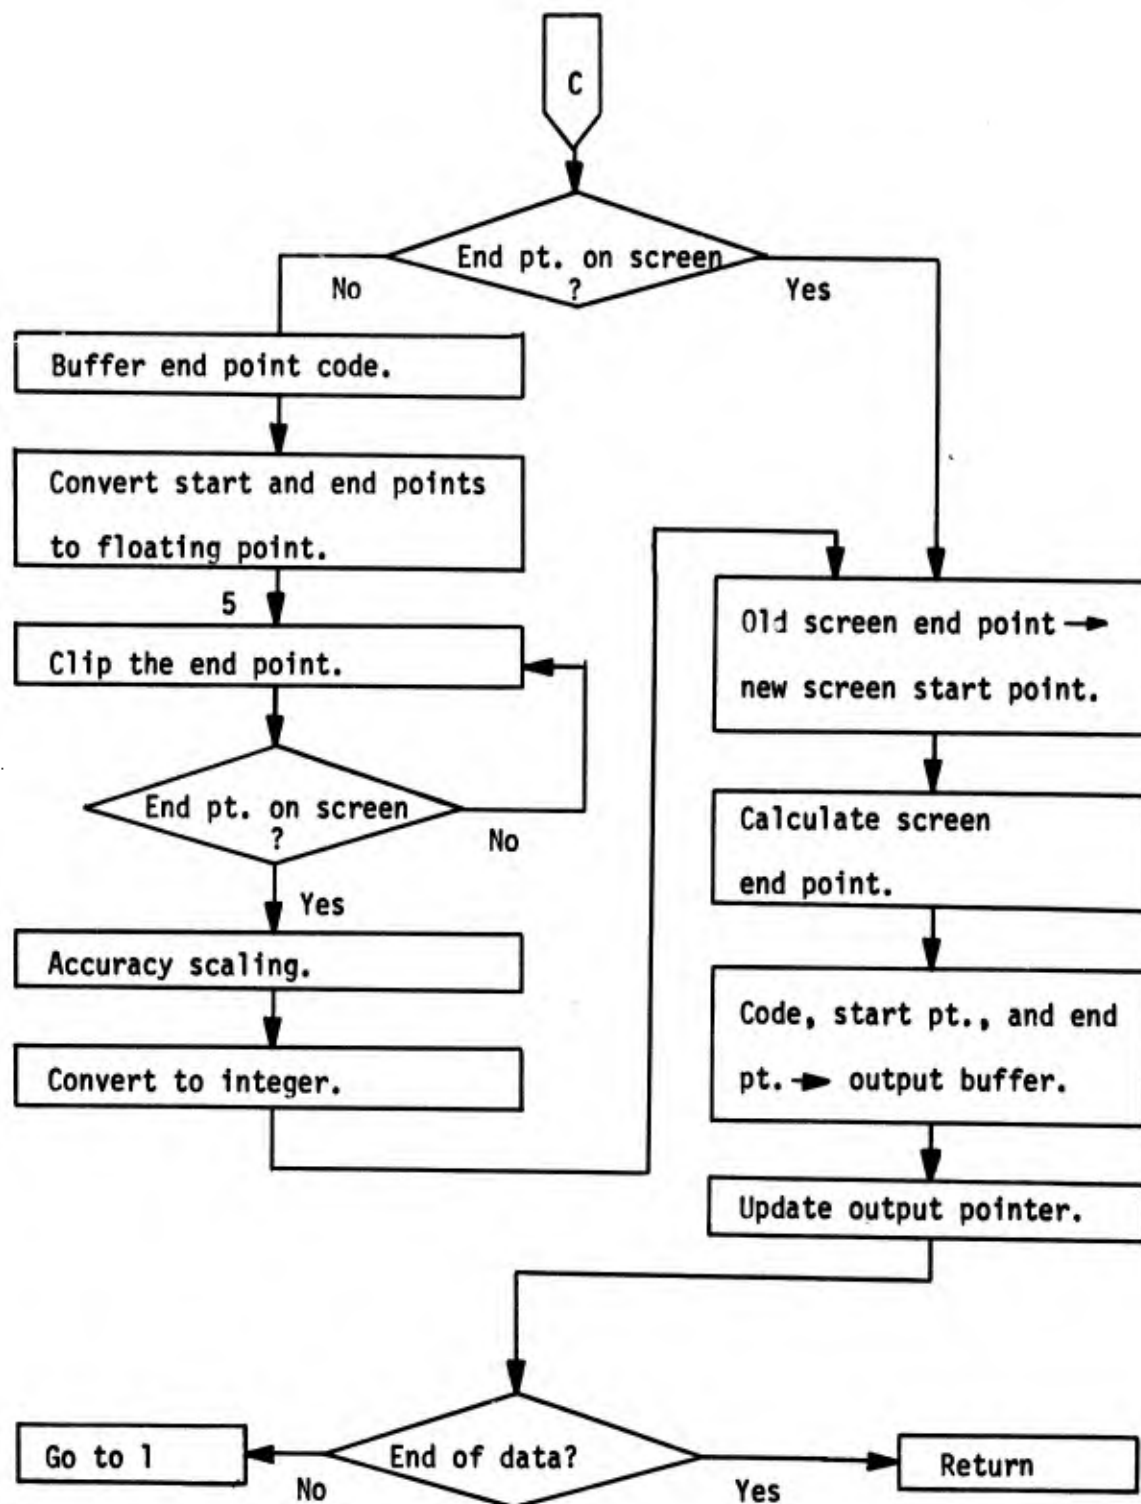 C
End pt. on screen
?
No
Yes
Buffer end point code.
Convert start and end points
to floating point.
5
Clip the end point.
End pt. on screen
?
No
Yes
Accuracy scaling.
Convert to integer.
Old screen end point →
new screen start point.
Calculate screen
end point.
Code, start pt., and end
pt. → output buffer.
Update output pointer.
End of data?
No
Yes
Go to 1
Return